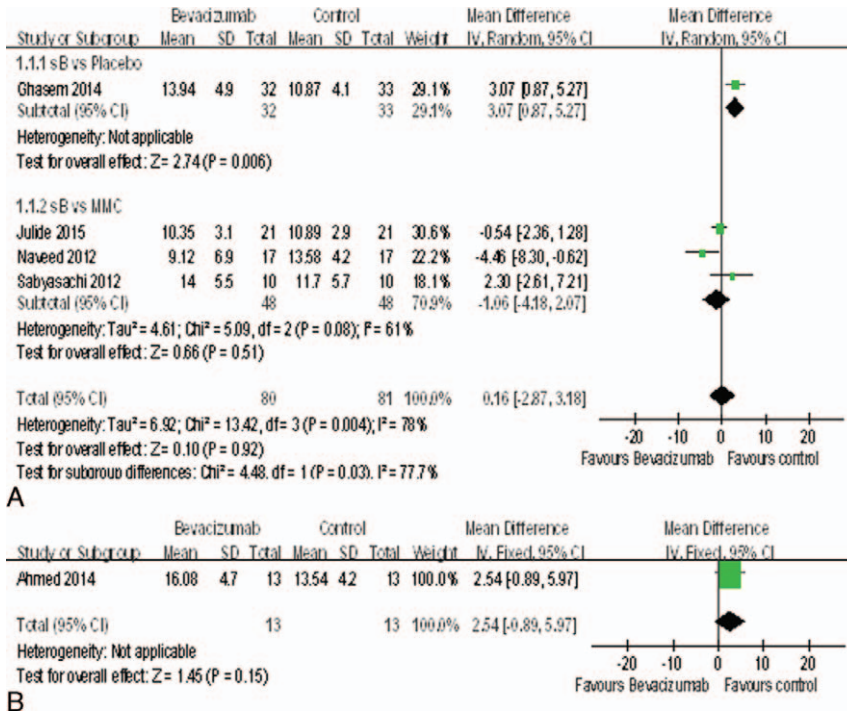 Bevacizumab Control Mean Difference Mean Difference
Study or Subgroup Mean SD Total Mean SD Total Weight IV, Random, 95% CI IV, Random, 95% CI
1.1.1 sB vs Placebo
Ghasem 2014 13.94 4.9 32 10.87 4.1 33 29.1% 3.07 [0.87, 5.27]
Subtotal (95% CI) 32 33 29.1% 3.07 [0.87, 5.27]
Heterogeneity: Not applicable
Test for overall effect: Z= 2.74 (P = 0.006)
1.1.2 sB vs MMC
Julide 2015 10.35 3.1 21 10.89 2.9 21 30.6% -0.54 [-2.36, 1.28]
Naveed 2012 9.12 6.9 17 13.58 4.2 17 22.2% -4.46 [-8.30, -0.62]
Sabyasachi 2012 14 5.5 10 11.7 5.7 10 18.1% 2.30 [-2.61, 7.21]
Subtotal (95% CI) 48 48 70.9% -1.06 [-4.18, 2.07]
Heterogeneity: Tau² = 4.61; Chi² = 5.09, df = 2 (P = 0.08); I² = 61%
Test for overall effect: Z= 0.66 (P = 0.51)
Total (95% CI) 80 81 100.0% 0.16 [-2.87, 3.18]
Heterogeneity: Tau² = 6.92; Chi² = 13.42, df = 3 (P = 0.004); I² = 78%
Test for overall effect: Z= 0.10 (P = 0.92)
Test for subgroup differences: Chi² = 4.48, df = 1 (P = 0.03), I² = 77.7%
-20 -10 0 10 20
Favours Bevacizumab Favours control
A
Bevacizumab Control Mean Difference Mean Difference
Study or Subgroup Mean SD Total Mean SD Total Weight IV, Fixed, 95% CI IV, Fixed, 95% CI
Ahmed 2014 16.08 4.7 13 13.54 4.2 13 100.0% 2.54 [-0.89, 5.97]
Total (95% CI) 13 13 100.0% 2.54 [-0.89, 5.97]
Heterogeneity: Not applicable
Test for overall effect: Z = 1.45 (P = 0.15)
-20 -10 0 10 20
Favours Bevacizumab Favours control
B